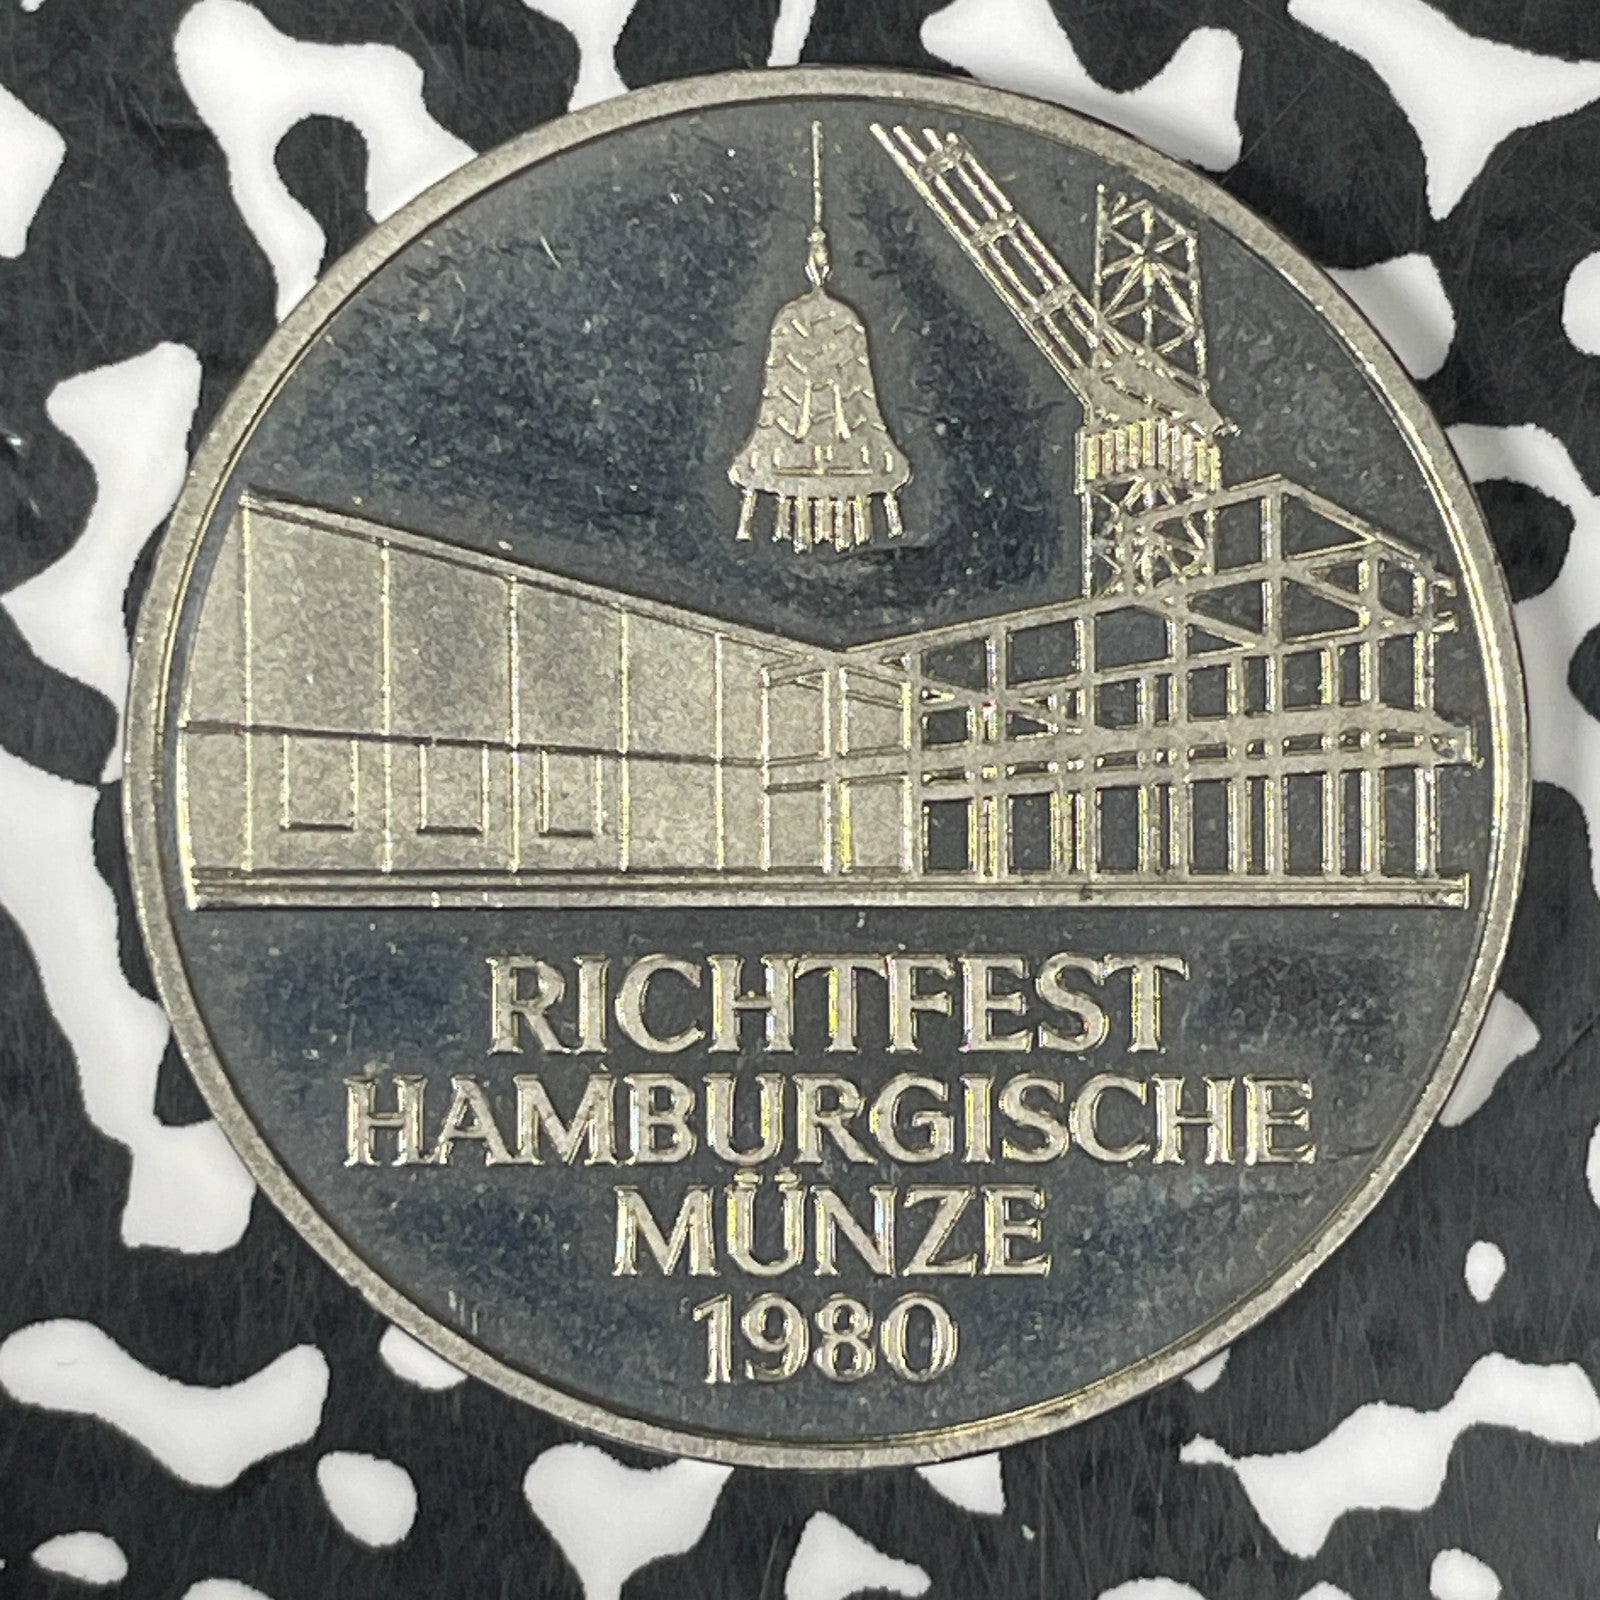 RICHTFEST
HAMBURGISCHE
MÜNZE
1980